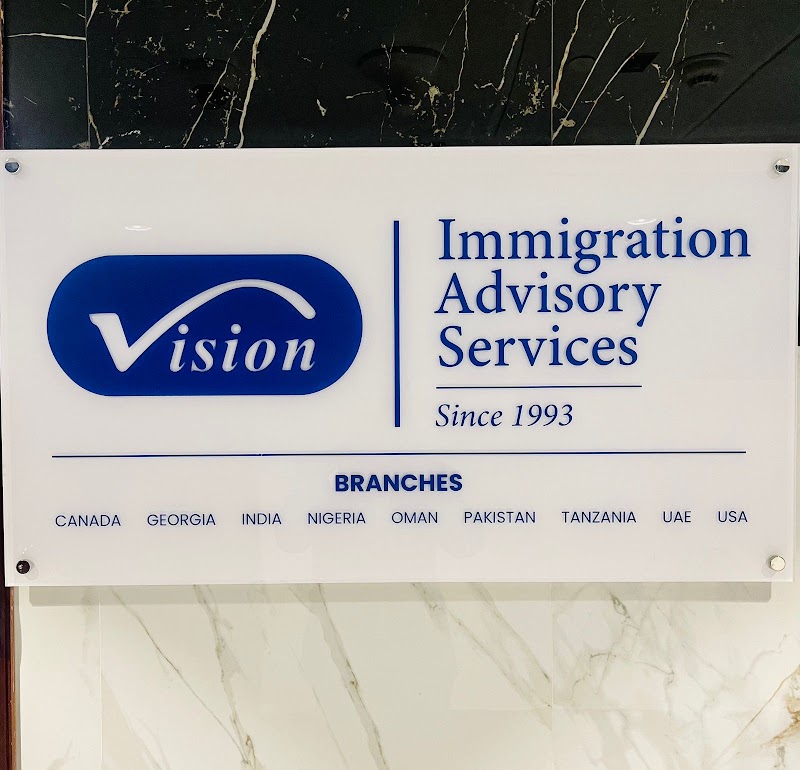 Vision
Immigration
Advisory
Services
Since 1993
BRANCHES
CANADA GEORGIA INDIA NIGERIA OMAN PAKISTAN TANZANIA UAE USA